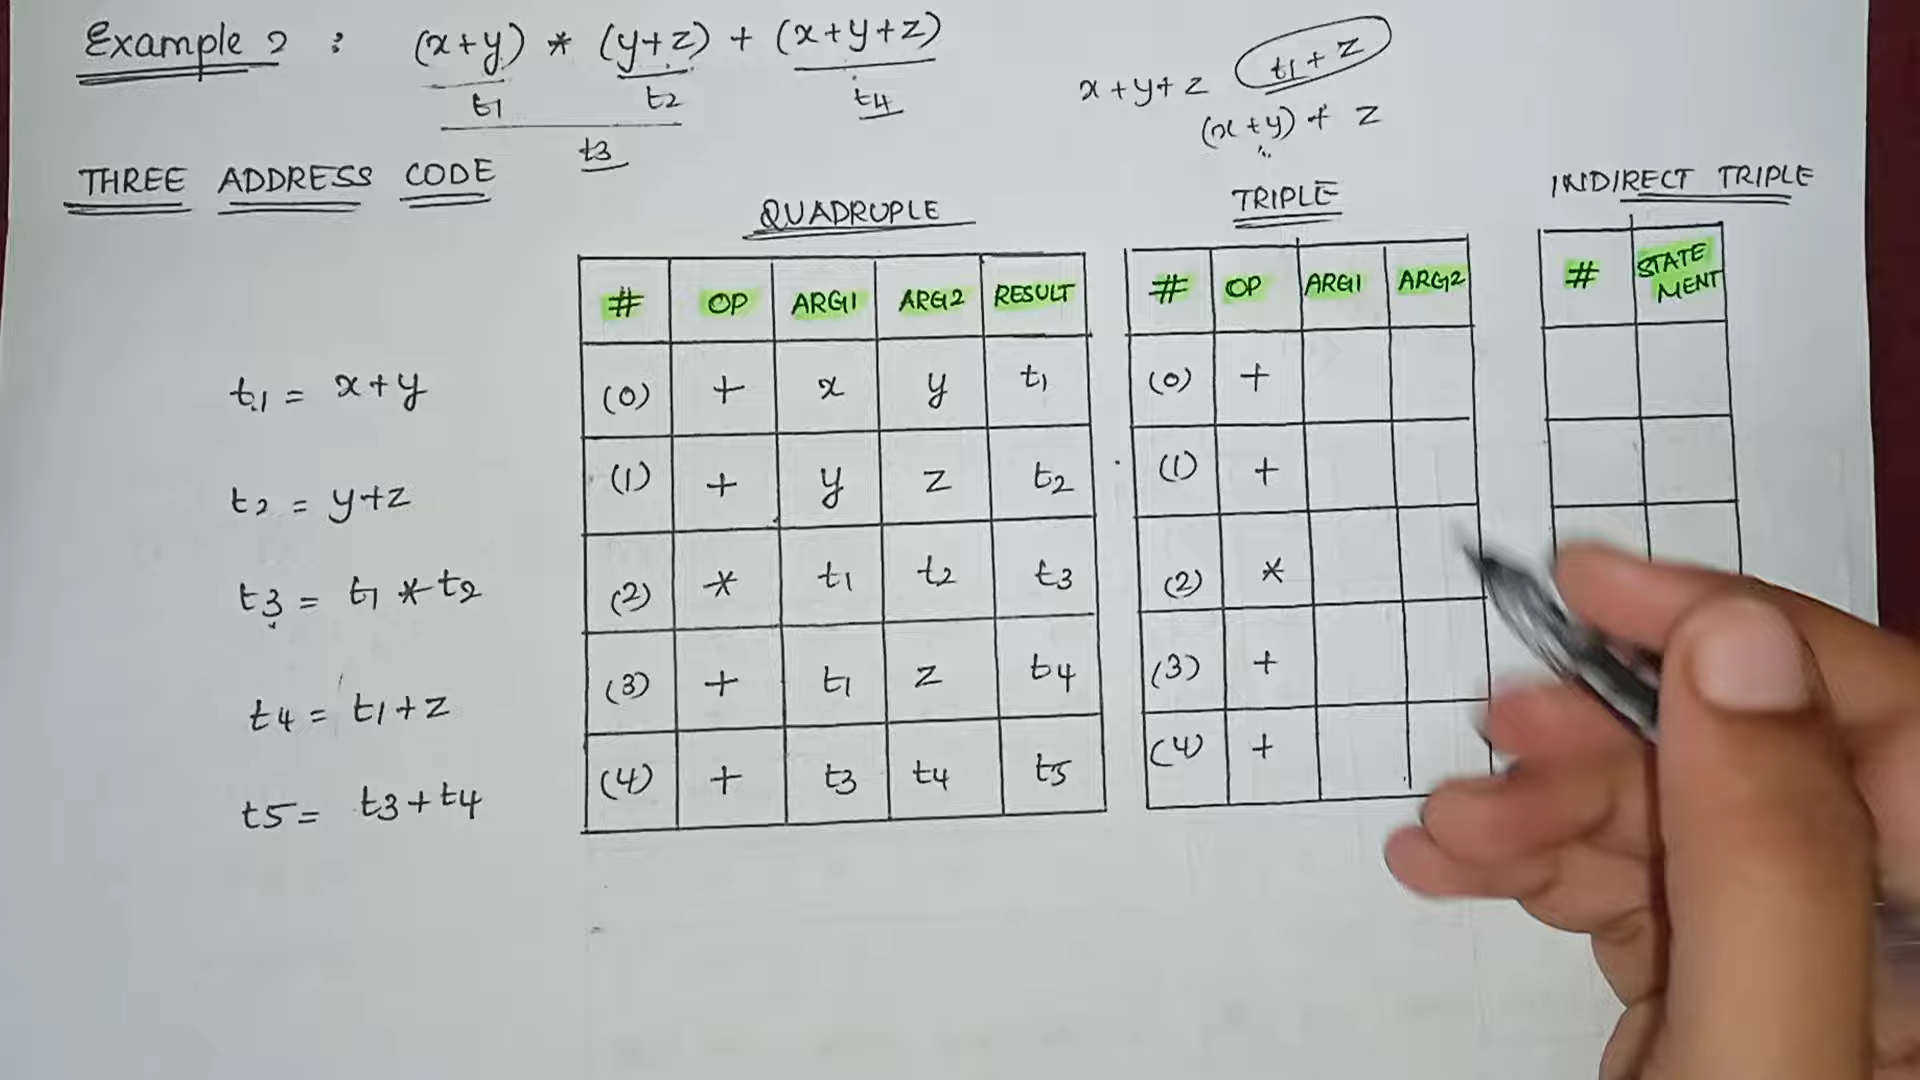 Example 2 : (x+y) * (y+z) + (x+y+z)
t1 t2 t4
t3
x+y+z t1+z
(x+y) + z
THREE ADDRESS CODE
t1 = x+y
t2 = y+z
t3 = t1 * t2
t4 = t1+z
t5 = t3+t4
QUADRUPLE
# OP ARG1 ARG2 RESULT
(0) + x y t1
(1) + y z t2
(2) * t1 t2 t3
(3) + t1 z t4
(4) + t3 t4 t5
TRIPLE
# OP ARG1 ARG2
(0) +
(1) +
(2) *
(3) +
(4) +
INDIRECT TRIPLE
# STATE
MENT